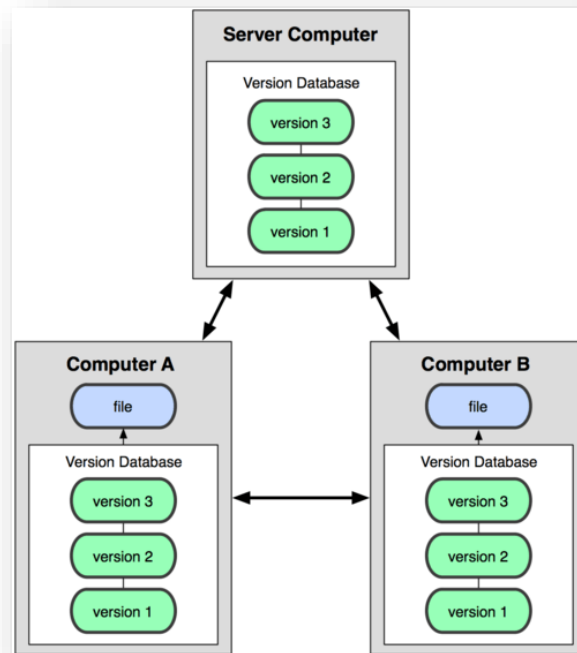 Server Computer
Version Database
version 3
version 2
version 1
Computer A
file
Version Database
version 3
version 2
version 1
Computer B
file
Version Database
version 3
version 2
version 1